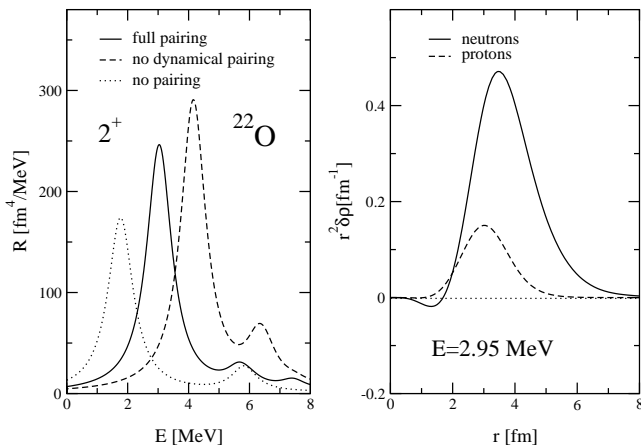 full pairing
no dynamical pairing
no pairing
2⁺ ²²O
R [fm⁴/MeV]
300
200
100
0
0 2 4 6 8
E [MeV]
neutrons
protons
r²δρ[fm⁻¹]
0.4
0.2
0
-0.2
E=2.95 MeV
0 2 4 6 8
r [fm]